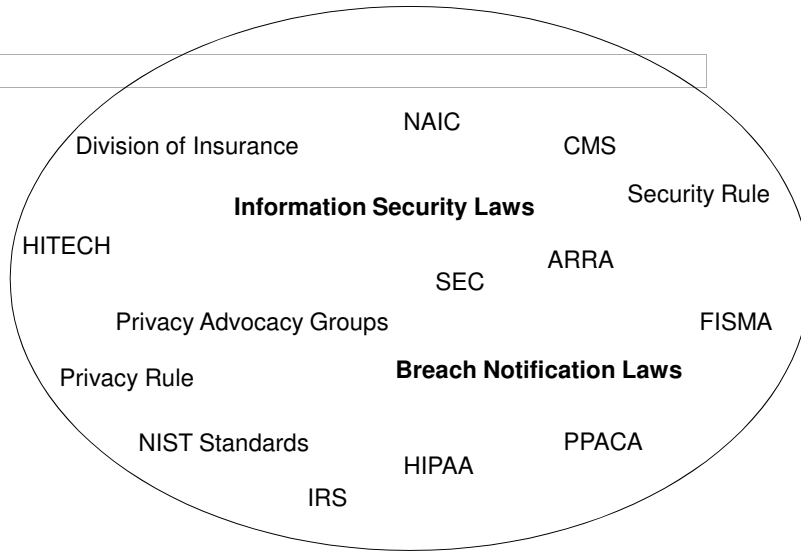 NAIC
Division of Insurance
CMS
Security Rule
Information Security Laws
HITECH
ARRA
SEC
Privacy Advocacy Groups
FISMA
Breach Notification Laws
Privacy Rule
NIST Standards
PPACA
HIPAA
IRS